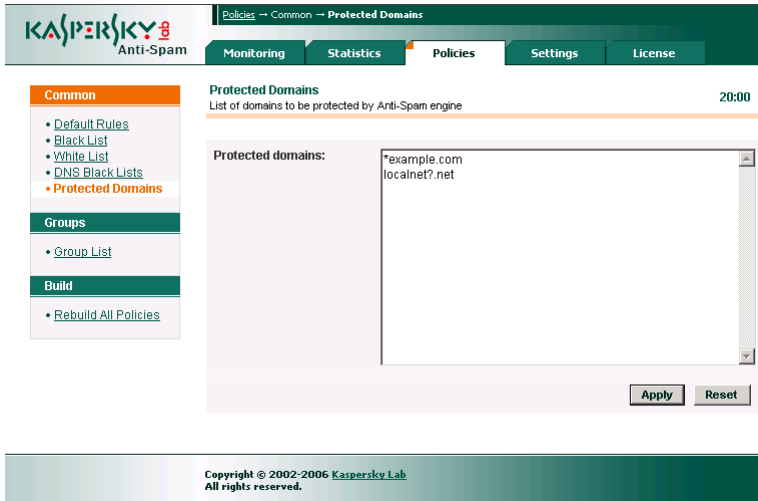 KASPERSKY lab
Anti-Spam
Policies → Common → Protected Domains
Monitoring
Statistics
Policies
Settings
License
Common
• Default Rules
• Black List
• White List
• DNS Black Lists
• Protected Domains
Groups
• Group List
Build
• Rebuild All Policies
Protected Domains
List of domains to be protected by Anti-Spam engine
20:00
Protected domains:
*example.com
localnet?.net
Apply
Reset
Copyright © 2002-2006 Kaspersky Lab
All rights reserved.